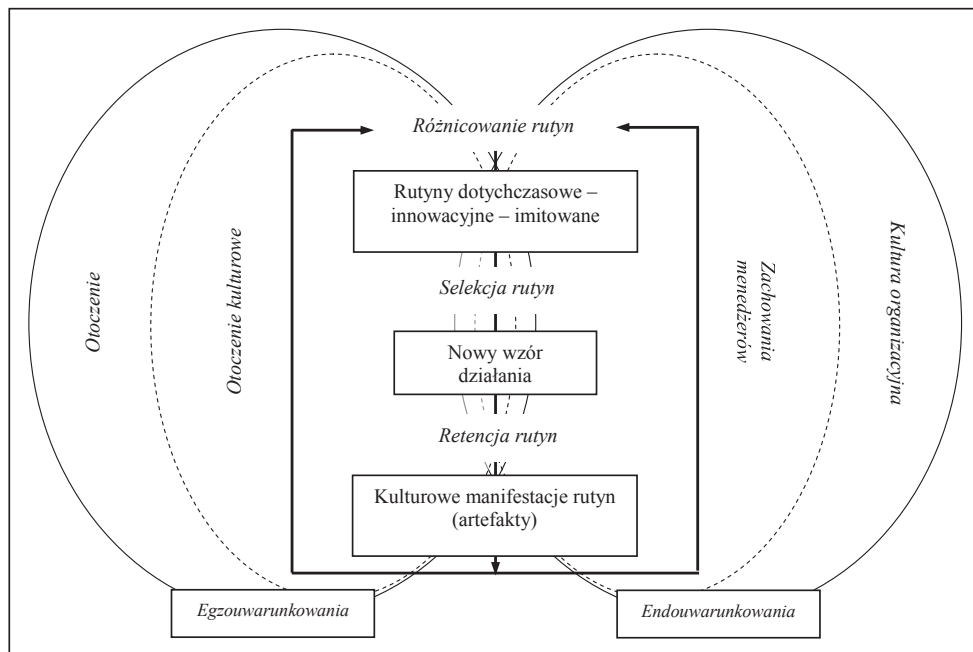 Różnicowanie rutyn
Rutyny dotychczasowe –
innowacyjne – imitowane
Otoczenie
Otoczenie kulturowe
Selekcja rutyn
Zachowania
menedżerów
Kultura organizacyjna
Nowy wzór
działania
Retencja rutyn
Kulturowe manifestacje rutyn
(artefakty)
Egzouwarunkowania
Endouwarunkowania